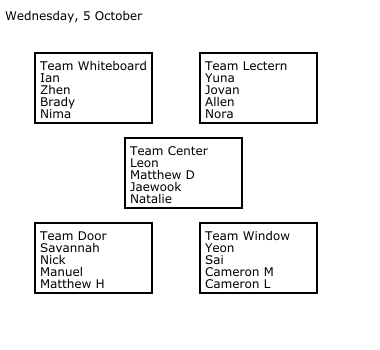 Wednesday, 5 October
Team Whiteboard
Ian
Zhen
Brady
Nima
Team Lectern
Yuna
Jovan
Allen
Nora
Team Center
Leon
Matthew D
Jaewook
Natalie
Team Door
Savannah
Nick
Manuel
Matthew H
Team Window
Yeon
Sai
Cameron M
Cameron L